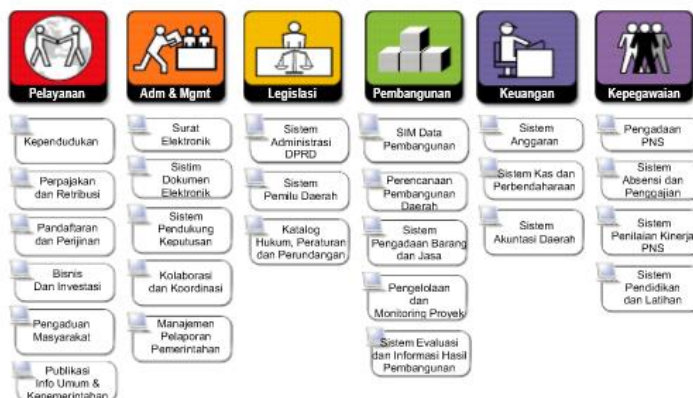 Pelayanan
Kependudukan
Perpajakan
dan Retribusi
Pandaftaran
dan Perijinan
Bisnis
Dan Investasi
Pengaduan
Masyarakat
Publikasi
Info Umum &
Kepemerintahan
Adm & Mgmt
Surat
Elektronik
Sistim
Dokumen
Elektronik
Sistem
Pendukung
Keputusan
Kolaborasi
dan Koordinasi
Manajemen
Pelaporan
Pemerintahan
Legislasi
Sistem
Administrasi
DPRD
Sistem
Pemilu Daerah
Katalog
Hukum, Peraturan
dan Perundangan
Pembangunan
SIM Data
Pembangunan
Perencanaan
Pembangunan
Daerah
Sistem
Pengadaan Barang
dan Jasa
Pengelolaan
dan
Monitoring Proyek
Sistem Evaluasi
dan Informasi Hasil
Pembangunan
Keuangan
Sistem
Anggaran
Sistem Kas dan
Perbendaharaan
Sistem
Akuntasi Daerah
Kepegawaian
Pengadaan
PNS
Sistem
Absensi dan
Penggajian
Sistem
Penilaian Kinerja
PNS
Sistem
Pendidikan
dan Latihan